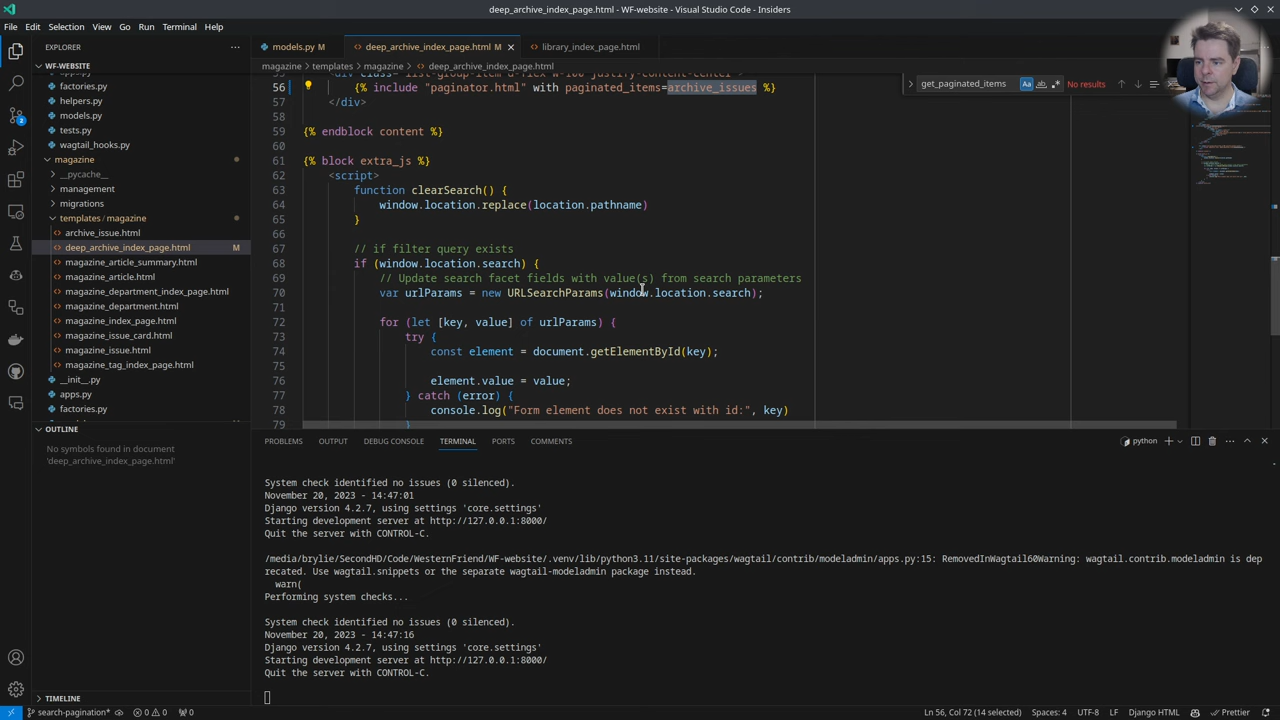 deep_archive_index_page.html - WF-website - Visual Studio Code - Insiders
File Edit Selection View Go Run Terminal Help
EXPLORER
models.py M
deep_archive_index_page.html M
library_index_page.html
WF-WEBSITE
magazine > templates > magazine > deep_archive_index_page.html
factories.py
helpers.py
models.py
tests.py
wagtail_hooks.py
magazine
__pycache__
management
migrations
templates/magazine
archive_issue.html
deep_archive_index_page.html M
magazine_article_summary.html
magazine_article.html
magazine_department_index_page.html
magazine_department.html
magazine_index_page.html
magazine_issue_card.html
magazine_issue.html
magazine_tag_index_page.html
__init__.py
apps.py
factories.py
OUTLINE
No symbols found in document
'deep_archive_index_page.html'
TIMELINE
get_paginated_items
No results
56 {% include "paginator.html" with paginated_items=archive_issues %}
57 </div>
58
59 {% endblock content %}
60
61 {% block extra_js %}
62 <script>
63 function clearSearch() {
64 window.location.replace(location.pathname)
65 }
66
67 // if filter query exists
68 if (window.location.search) {
69 // Update search facet fields with value(s) from search parameters
70 var urlParams = new URLSearchParams(window.location.search);
71
72 for (let [key, value] of urlParams) {
73 try {
74 const element = document.getElementById(key);
75
76 element.value = value;
77 } catch (error) {
78 console.log("Form element does not exist with id:", key)
79 }
PROBLEMS OUTPUT DEBUG CONSOLE TERMINAL PORTS COMMENTS
python
System check identified no issues (0 silenced).
November 20, 2023 - 14:47:01
Django version 4.2.7, using settings 'core.settings'
Starting development server at http://127.0.0.1:8000/
Quit the server with CONTROL-C.
/media/brylie/SecondHD/Code/WesternFriend/WF-website/.venv/lib/python3.11/site-packages/wagtail/contrib/modeladmin/apps.py:15: RemovedInWagtail60Warning: wagtail.contrib.modeladmin is dep
recated. Use wagtail.snippets or the separate wagtail-modeladmin package instead.
warn(
Performing system checks...
System check identified no issues (0 silenced).
November 20, 2023 - 14:47:16
Django version 4.2.7, using settings 'core.settings'
Starting development server at http://127.0.0.1:8000/
Quit the server with CONTROL-C.
search-pagination* 0 0 0
Ln 56, Col 72 (14 selected) Spaces: 4 UTF-8 LF Django HTML Prettier